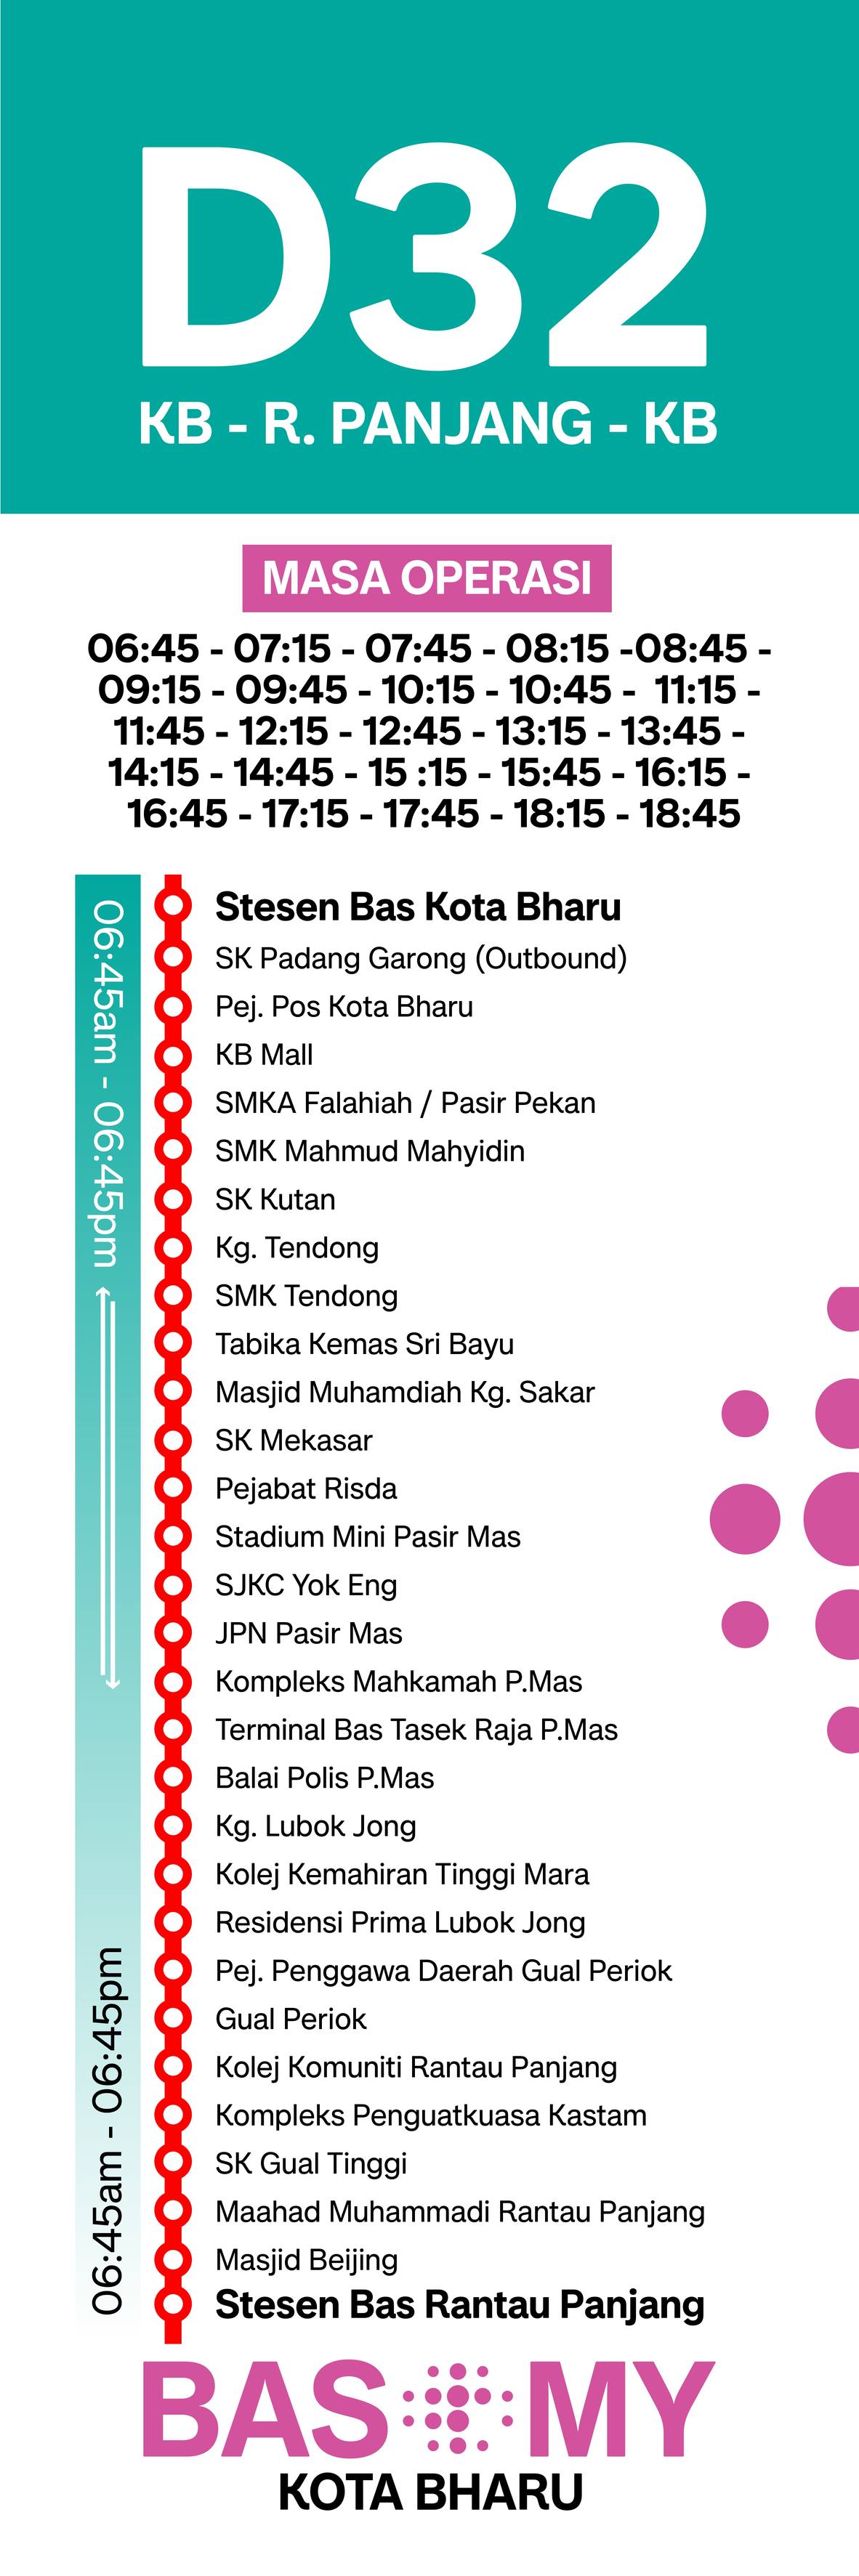 D32
KB - R. PANJANG - KB
MASA OPERASI
06:45 - 07:15 - 07:45 - 08:15 -08:45 -
09:15 - 09:45 - 10:15 - 10:45 -  11:15 -
11:45 - 12:15 - 12:45 - 13:15 - 13:45 -
14:15 - 14:45 - 15 :15 - 15:45 - 16:15 -
16:45 - 17:15 - 17:45 - 18:15 - 18:45
06:45am - 06:45pm
Stesen Bas Kota Bharu
SK Padang Garong (Outbound)
Pej. Pos Kota Bharu
KB Mall
SMKA Falahiah / Pasir Pekan
SMK Mahmud Mahyidin
SK Kutan
Kg. Tendong
SMK Tendong
Tabika Kemas Sri Bayu
Masjid Muhamdiah Kg. Sakar
SK Mekasar
Pejabat Risda
Stadium Mini Pasir Mas
SJKC Yok Eng
JPN Pasir Mas
Kompleks Mahkamah P.Mas
Terminal Bas Tasek Raja P.Mas
Balai Polis P.Mas
Kg. Lubok Jong
Kolej Kemahiran Tinggi Mara
Residensi Prima Lubok Jong
Pej. Penggawa Daerah Gual Periok
Gual Periok
Kolej Komuniti Rantau Panjang
Kompleks Penguatkuasa Kastam
SK Gual Tinggi
Maahad Muhammadi Rantau Panjang
Masjid Beijing
Stesen Bas Rantau Panjang
06:45am - 06:45pm
BAS MY
KOTA BHARU